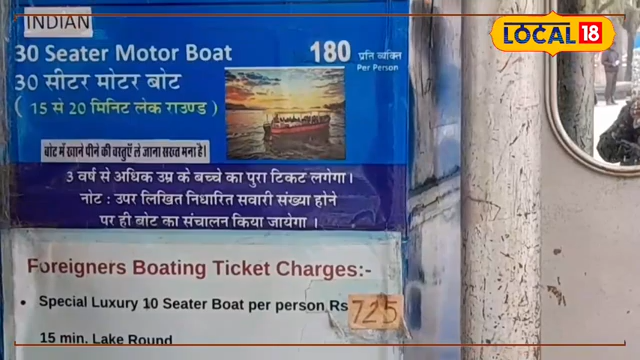 INDIAN
30 Seater Motor Boat 180 प्रति व्यक्ति
Per Person
30 सीटर मोटर बोट
( 15 से 20 मिनिट लेक राउण्ड )
बोट में खाने पीने की वस्तुऐं ले जाना सख्त मना है।
3 वर्ष से अधिक उम्र के बच्चे का पुरा टिकट लगेगा।
नोट : उपर लिखित निधारित सवारी संख्या होने
पर ही बोट का संचालन किया जायेगा ।
Foreigners Boating Ticket Charges:-
• Special Luxury 10 Seater Boat per person Rs 725
15 min. Lake Round
LOCAL 18